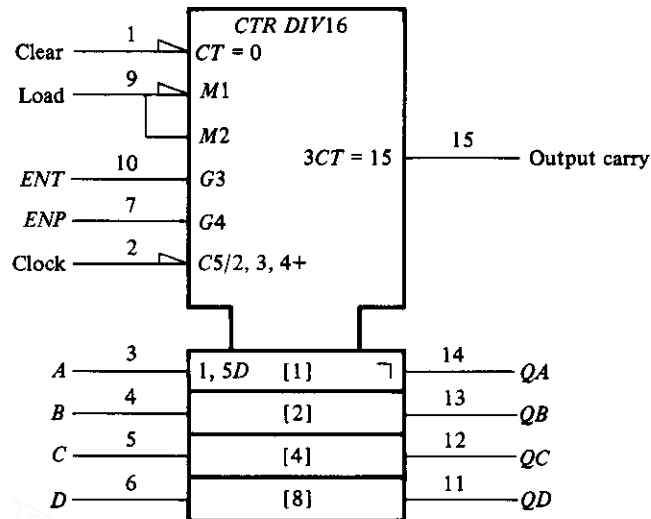 CTR DIV16
1
Clear
CT = 0
9
Load
M1
M2
3CT = 15
15
Output carry
10
ENT
G3
7
ENP
G4
2
Clock
C5/2, 3, 4+
3
A
1, 5D
[1]
14
QA
4
B
[2]
13
QB
5
C
[4]
12
QC
6
D
[8]
11
QD